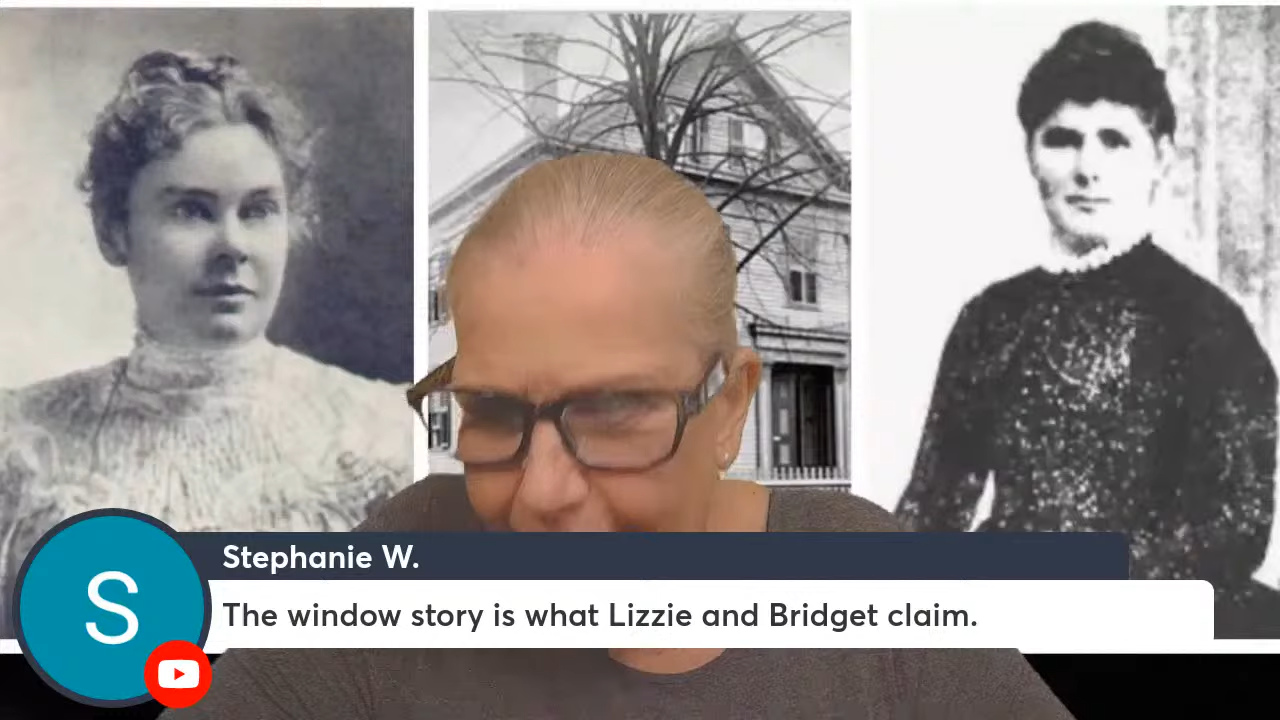 S
Stephanie W.
The window story is what Lizzie and Bridget claim.